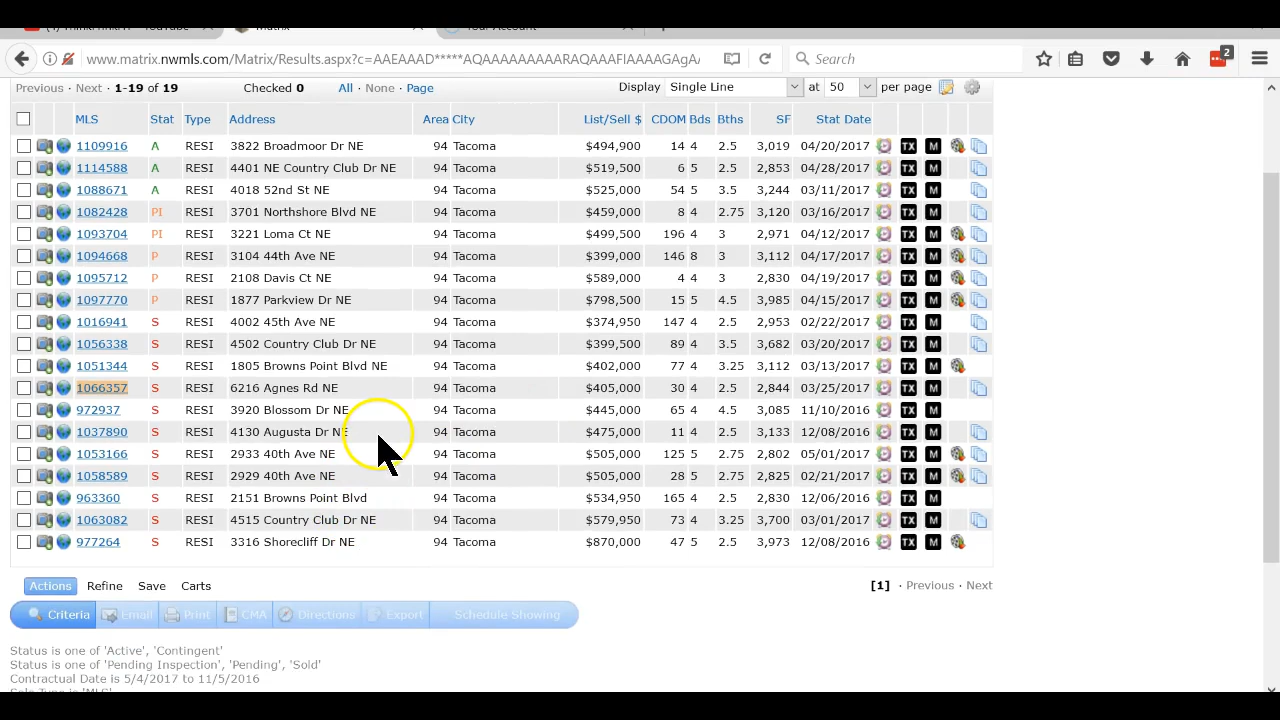 www.matrix.nwmls.com/Matrix/Results.aspx?c=AAEAAAD*****AQAAAAAAAAARAQAAAFIAAAAGAgAA Search 2
Previous · Next · 1-19 of 19 Checked 0 All · None · Page Display Single Line at 50 per page
MLS Stat Type Address Area City List/Sell $ CDOM Bds Bths SF Stat Date
1109916 A RESI 3823 Broadmoor Dr NE 94 Tacoma $494,900 14 4 2.5 3,019 04/20/2017 TX M
1114588 A RESI 4401 NE Country Club Dr NE 94 Tacoma $519,500 6 5 2.5 2,853 04/28/2017 TX M
1088671 A RESI 4018 52nd St NE 94 Tacoma $525,000 54 5 3.5 3,244 03/11/2017 TX M
1082428 PI RESI 3701 Northshore Blvd NE 94 Tacoma $459,000 8 4 2.75 3,120 03/16/2017 TX M
1093704 PI RESI 3221 Loma Ct NE 94 Tacoma $499,500 196 4 3 2,971 04/12/2017 TX M
1094668 P RESI 3104 44th Ave NE 94 Tacoma $399,000 146 8 3 3,112 04/17/2017 TX M
1095712 P RESI 2108 Davis Ct NE 94 Tacoma $589,000 4 4 3 2,830 04/19/2017 TX M
1097770 P RESI 1877 Parkview Dr NE 94 Tacoma $798,500 15 5 4.5 3,985 04/15/2017 TX M
1016941 S RESI 4002 45th Ave NE 94 Tacoma $374,950 147 4 2.5 2,953 02/22/2017 TX M
1056338 S RESI 4502 Country Club Dr NE 94 Tacoma $399,500 89 4 3.5 3,682 03/20/2017 TX M
1051344 S RESI 1805 Browns Point Blvd NE 94 Tacoma $402,000 77 4 3.25 3,112 03/13/2017 TX M
1066357 S RESI 6216 Agnes Rd NE 94 Tacoma $405,000 30 4 2.5 2,844 03/25/2017 TX M
972937 S RESI 3920 Blossom Dr NE 94 Tacoma $445,000 65 4 4.5 3,085 11/10/2016 TX M
1037890 S RESI 4130 Augusta Dr NE 94 Tacoma $475,000 11 4 2.5 3,133 12/08/2016 TX M
1053166 S RESI 40th Ave NE 94 Tacoma $505,000 125 5 2.75 2,802 05/01/2017 TX M
1058589 S RESI 2929 40th Ave NE 94 Tacoma $505,000 28 5 2.75 2,825 02/21/2017 TX M
963360 S RESI 2151 Browns Point Blvd 94 Tacoma $534,950 165 4 2.5 2,830 12/06/2016 TX M
1063082 S RESI Country Club Dr NE 94 Tacoma $579,950 73 4 3.25 3,700 03/01/2017 TX M
977264 S RESI 3316 Shorecliff Dr NE 94 Tacoma $870,000 47 5 2.5 3,973 12/08/2016 TX M
Actions Refine Save Carts [1] · Previous · Next
Criteria Email Print CMA Directions Export Schedule Showing
Status is one of 'Active', 'Contingent'
Status is one of 'Pending Inspection', 'Pending', 'Sold'
Contractual Date is 5/4/2017 to 11/5/2016